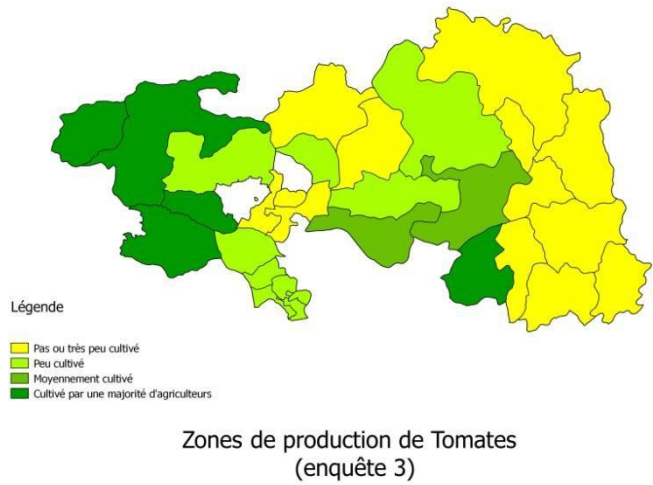 Légende
Pas ou très peu cultivé
Peu cultivé
Moyennement cultivé
Cultivé par une majorité d'agriculteurs
Zones de production de Tomates
(enquête 3)